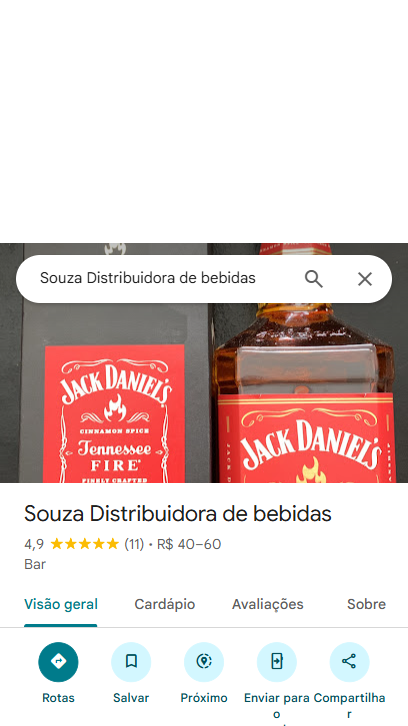 Souza Distribuidora de bebidas
JACK DANIEL'S
CINNAMON SPICE
Tennessee
FIRE
FINELY CRAFTED
JACK DANIEL'S
Souza Distribuidora de bebidas
4,9 ★★★★★ (11) • R$ 40–60
Bar
Visão geral Cardápio Avaliações Sobre
Rotas Salvar Próximo Enviar para o Compartilhar